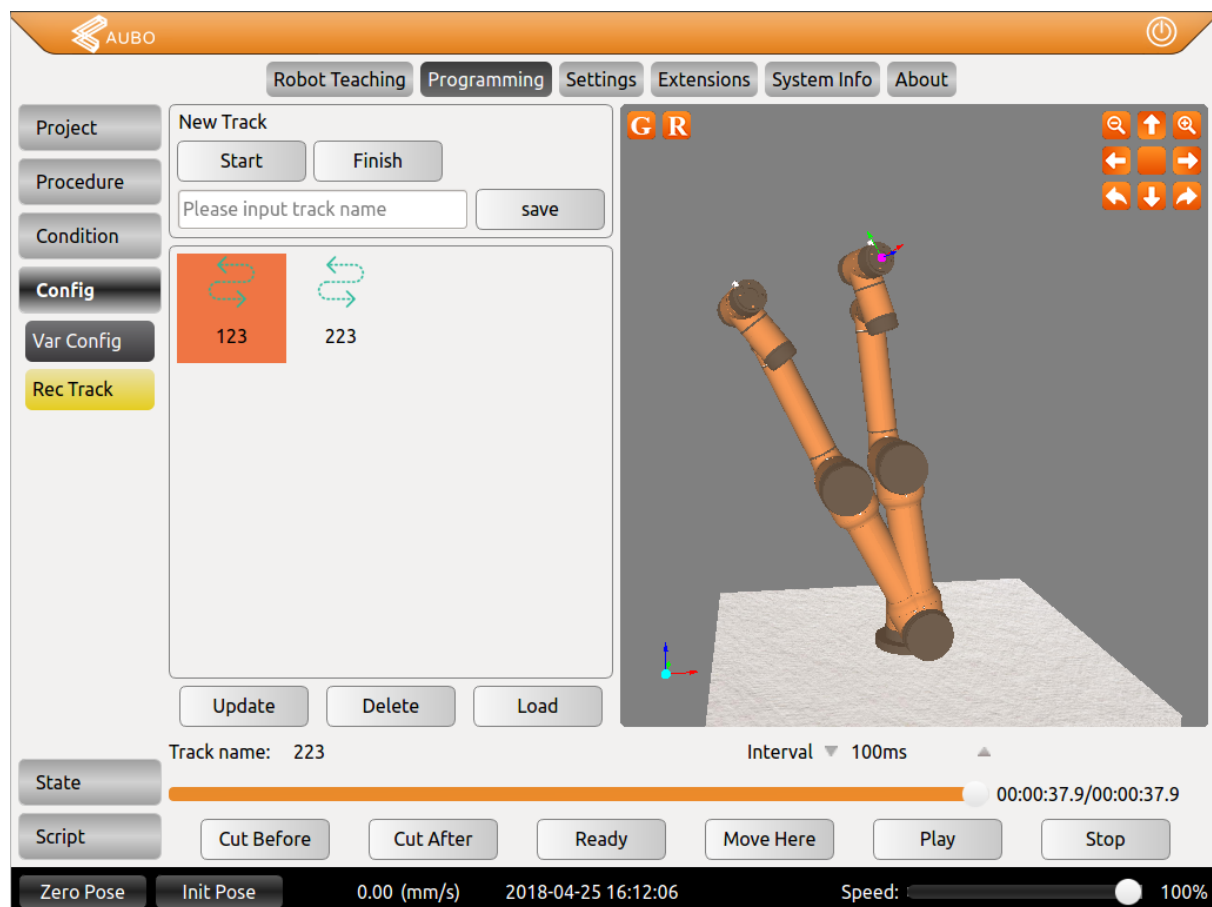 AUBO
Robot Teaching Programming Settings Extensions System Info About
Project
Procedure
Condition
Config
Var Config
Rec Track
State
Script
New Track
Start Finish
Please input track name save
123 223
Update Delete Load
G R
Track name: 223 Interval 100ms
00:00:37.9/00:00:37.9
Cut Before Cut After Ready Move Here Play Stop
Zero Pose Init Pose 0.00 (mm/s) 2018-04-25 16:12:06 Speed: 100%